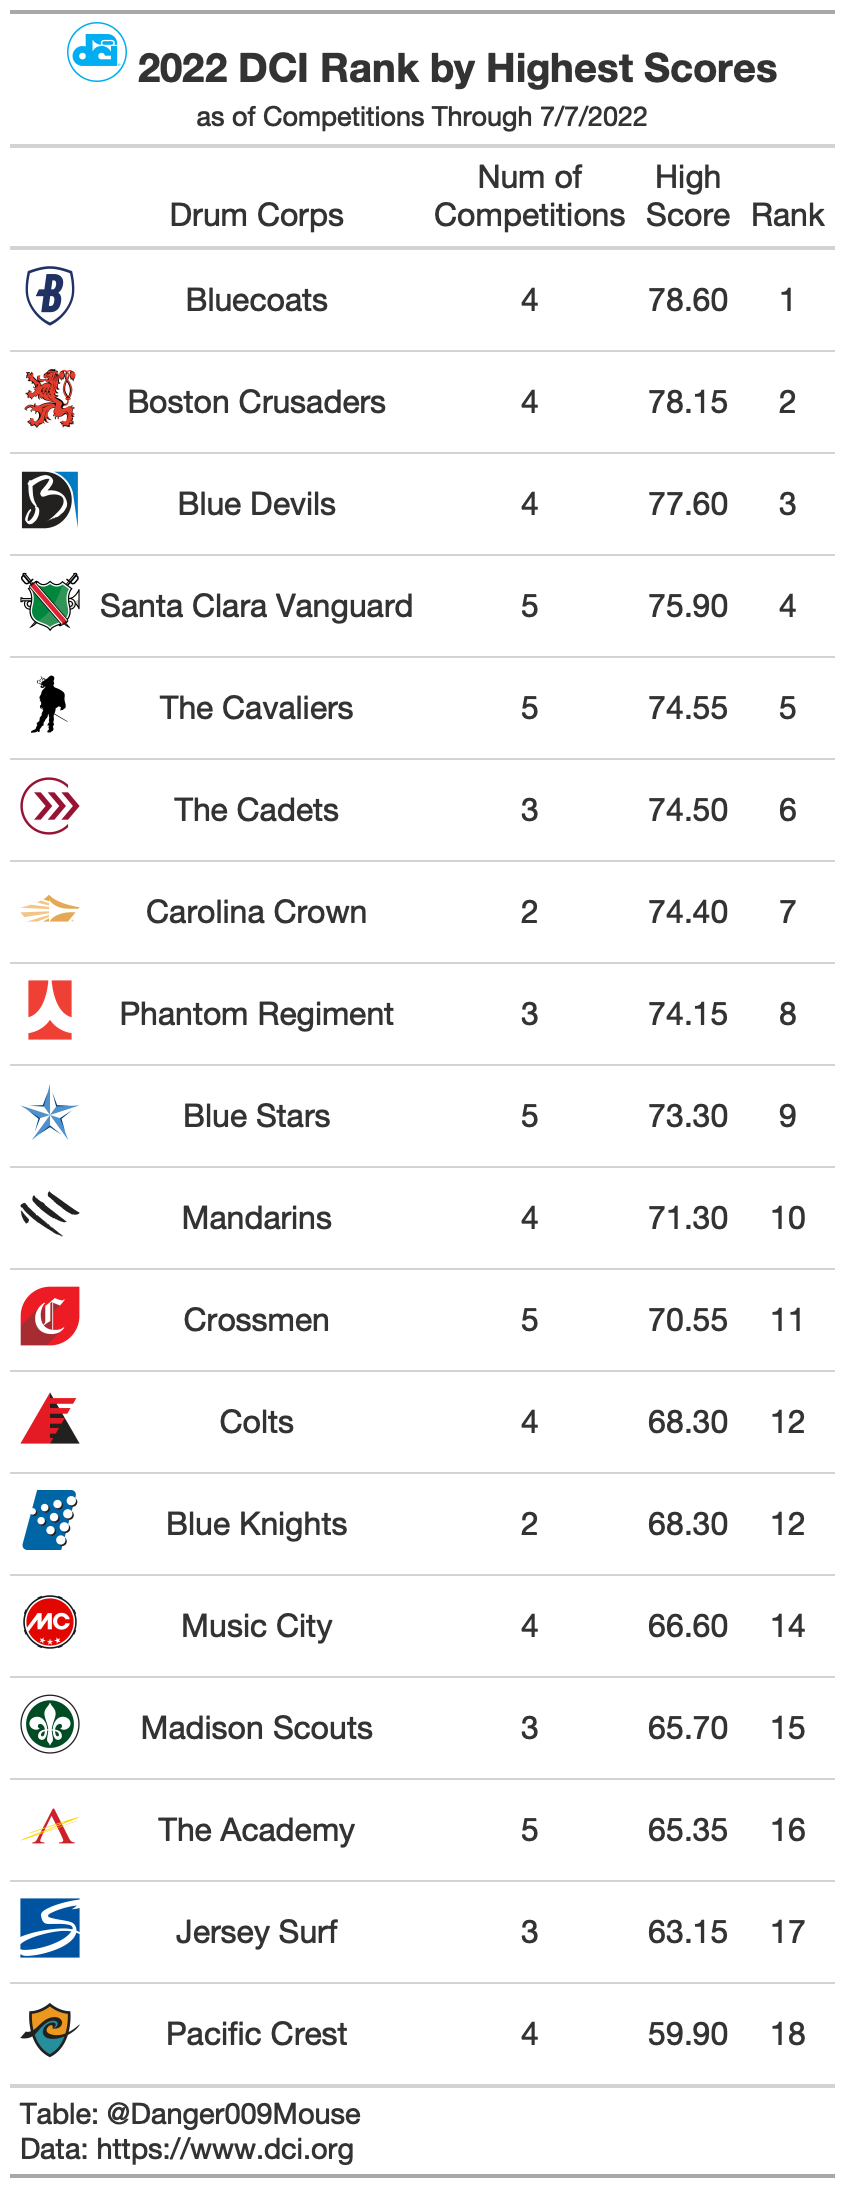 dci
2022 DCI Rank by Highest Scores
as of Competitions Through 7/7/2022
Drum Corps Num of Competitions High Score Rank
B Bluecoats 4 78.60 1
Boston Crusaders 4 78.15 2
B Blue Devils 4 77.60 3
Santa Clara Vanguard 5 75.90 4
The Cavaliers 5 74.55 5
The Cadets 3 74.50 6
Carolina Crown 2 74.40 7
Phantom Regiment 3 74.15 8
Blue Stars 5 73.30 9
Mandarins 4 71.30 10
C Crossmen 5 70.55 11
Colts 4 68.30 12
Blue Knights 2 68.30 12
MC Music City 4 66.60 14
Madison Scouts 3 65.70 15
A The Academy 5 65.35 16
S Jersey Surf 3 63.15 17
Pacific Crest 4 59.90 18
Table: @Danger009Mouse
Data: https://www.dci.org